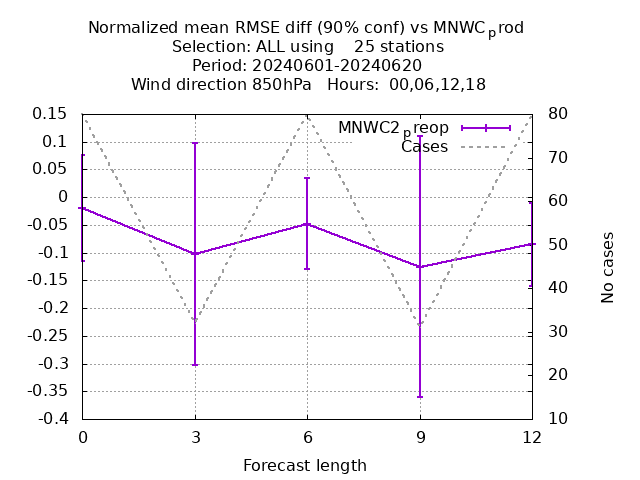 Normalized mean RMSE diff (90% conf) vs MNWCprod
Selection: ALL using    25 stations
Period: 20240601-20240620
Wind direction 850hPa   Hours:  00,06,12,18
MNWC2preop
Cases
0.15
0.1
0.05
0
-0.05
-0.1
-0.15
-0.2
-0.25
-0.3
-0.35
-0.4
80
70
60
50
40
30
20
10
No cases
0 3 6 9 12
Forecast length